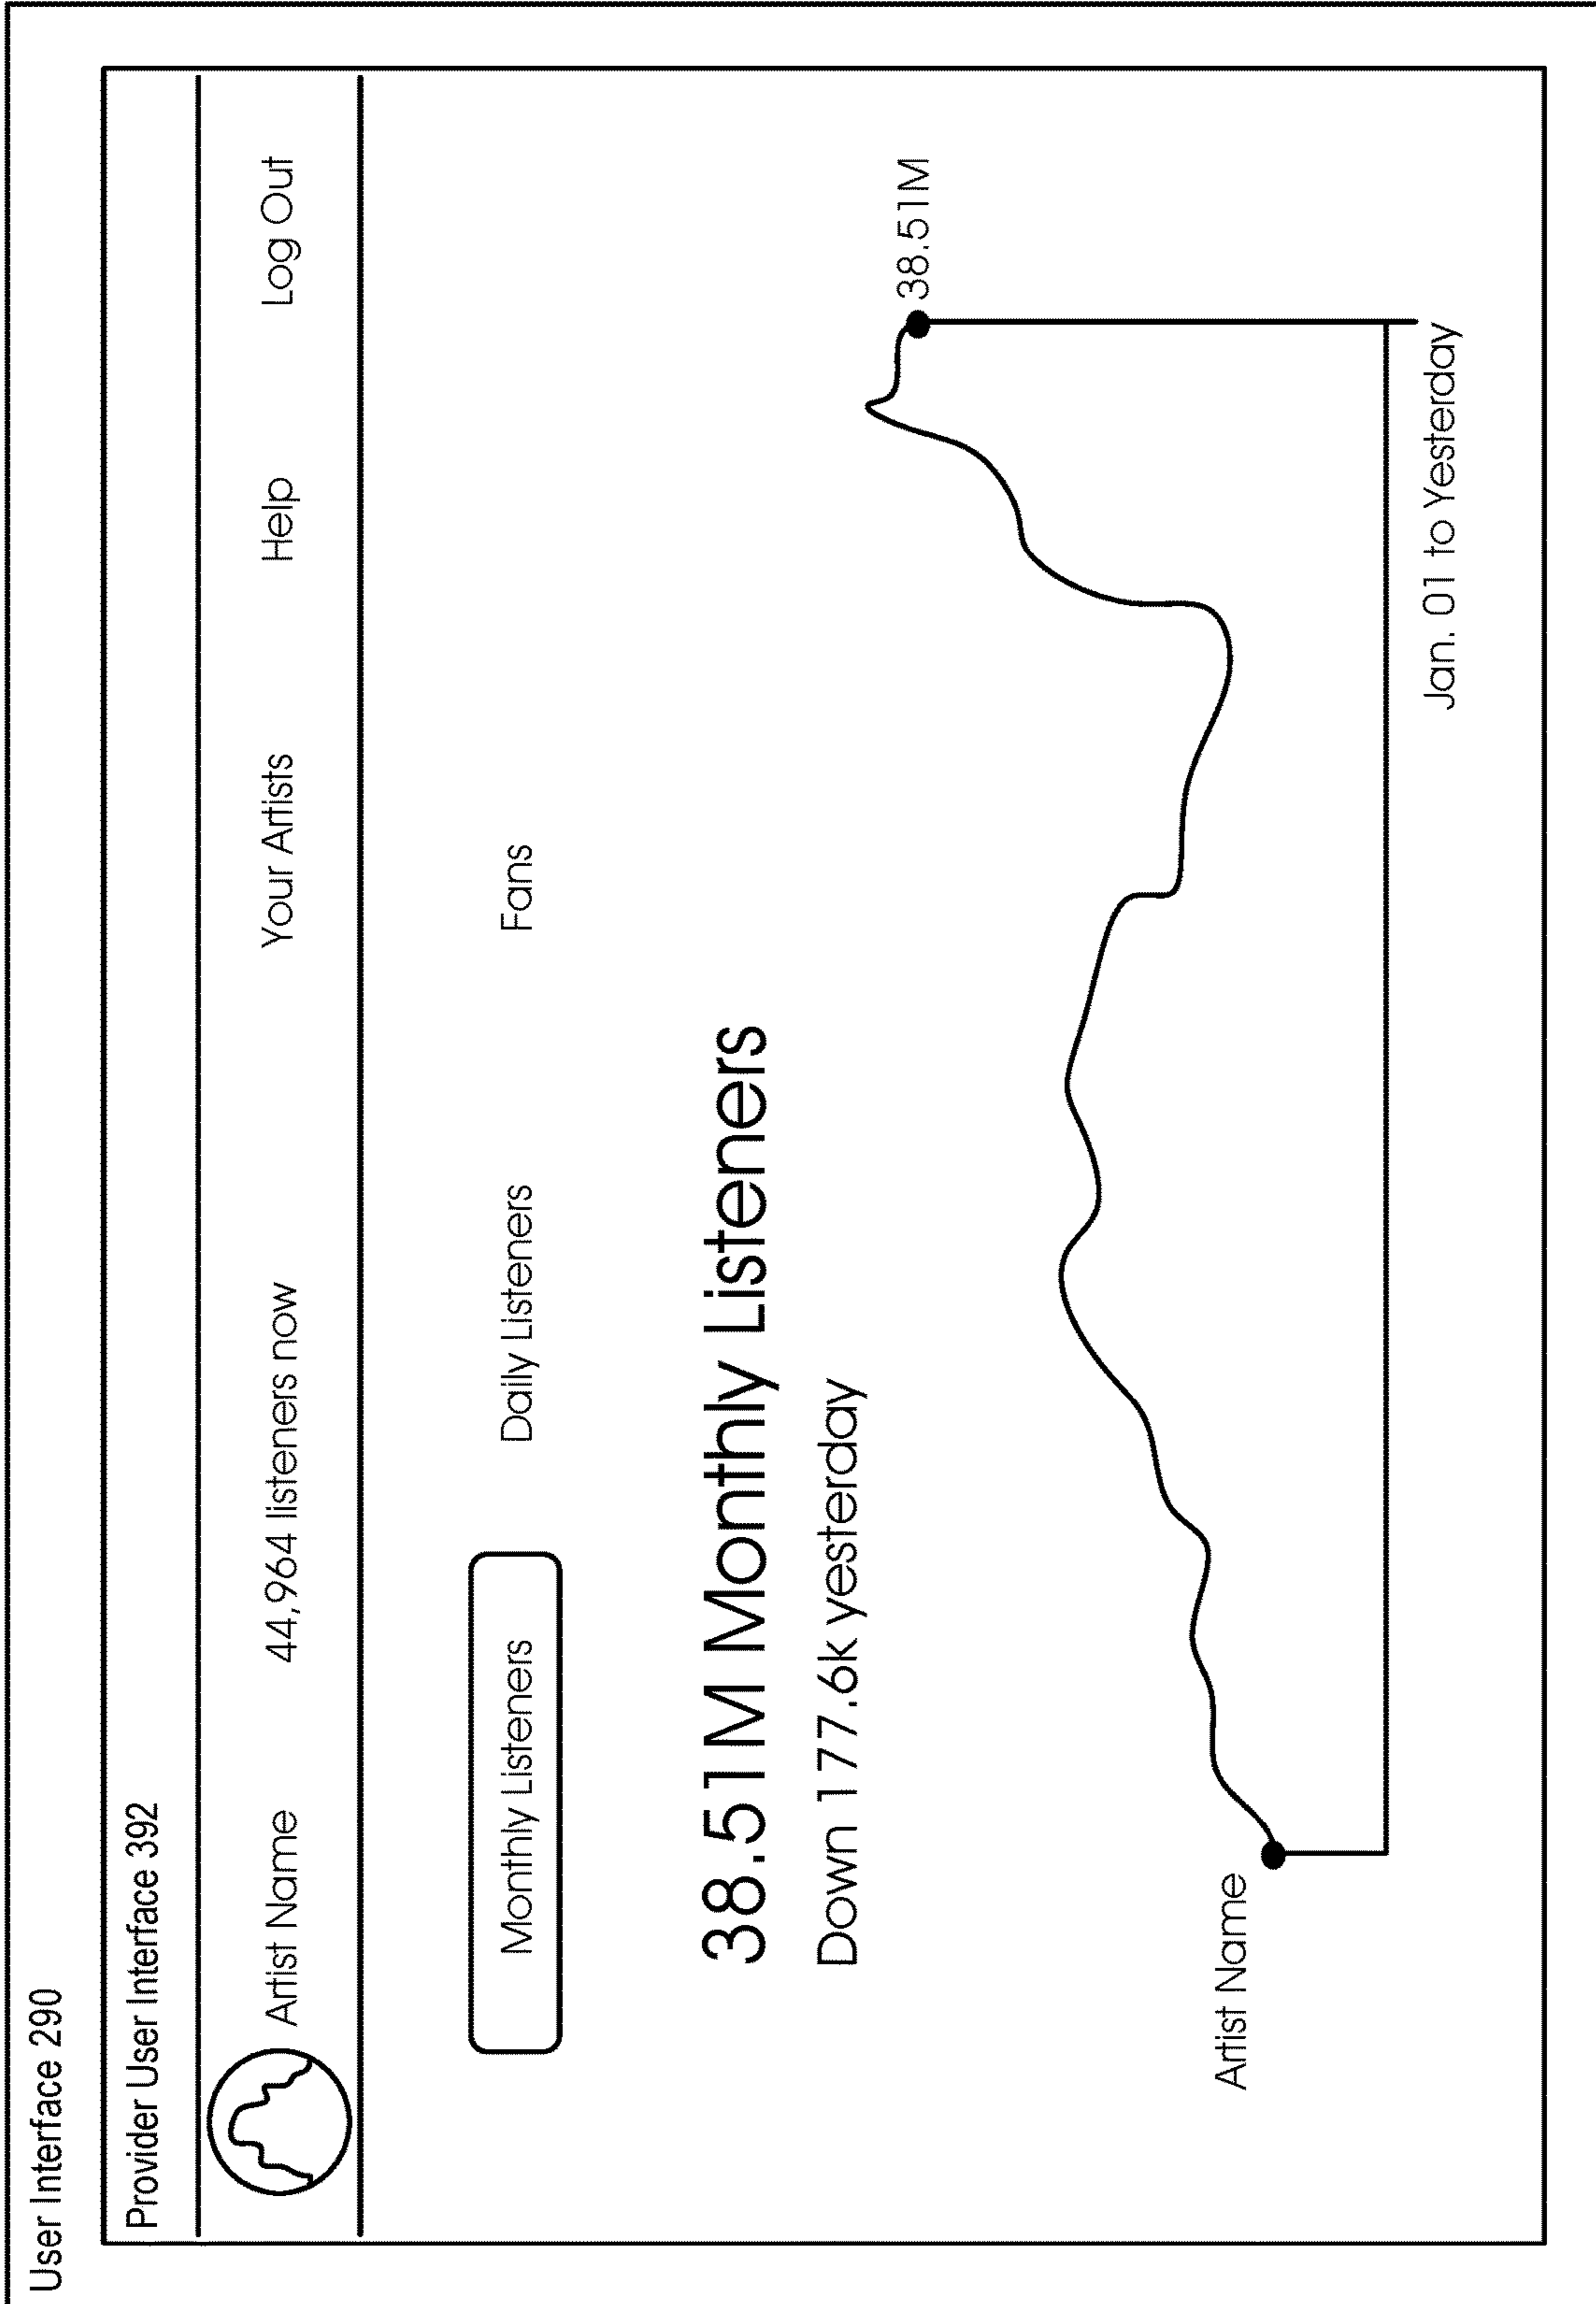 User Interface 290
Provider User Interface 392
Artist Name 44,964 listeners now Your Artists Help Log Out
Monthly Listeners Daily Listeners Fans
38.51M Monthly Listeners
Down 177.6k yesterday
38.51M
Artist Name
Jan. 01 to Yesterday